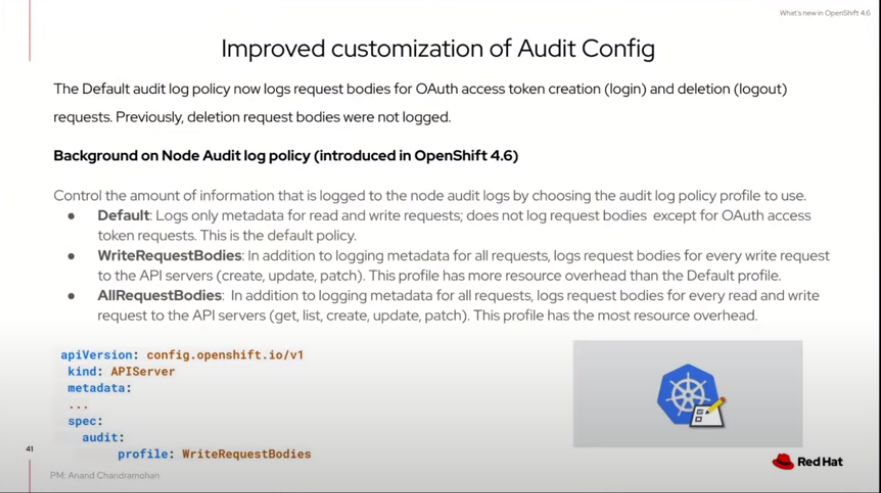 What's new in OpenShift 4.6
Improved customization of Audit Config
The Default audit log policy now logs request bodies for OAuth access token creation (login) and deletion (logout)
requests. Previously, deletion request bodies were not logged.
Background on Node Audit log policy (introduced in OpenShift 4.6)
Control the amount of information that is logged to the node audit logs by choosing the audit log policy profile to use.
● Default: Logs only metadata for read and write requests; does not log request bodies except for OAuth access
token requests. This is the default policy.
● WriteRequestBodies: In addition to logging metadata for all requests, logs request bodies for every write request
to the API servers (create, update, patch). This profile has more resource overhead than the Default profile.
● AllRequestBodies: In addition to logging metadata for all requests, logs request bodies for every read and write
request to the API servers (get, list, create, update, patch). This profile has the most resource overhead.
apiVersion: config.openshift.io/v1
kind: APIServer
metadata:
...
spec:
audit:
profile: WriteRequestBodies
41
PM: Anand Chandramohan
Red Hat